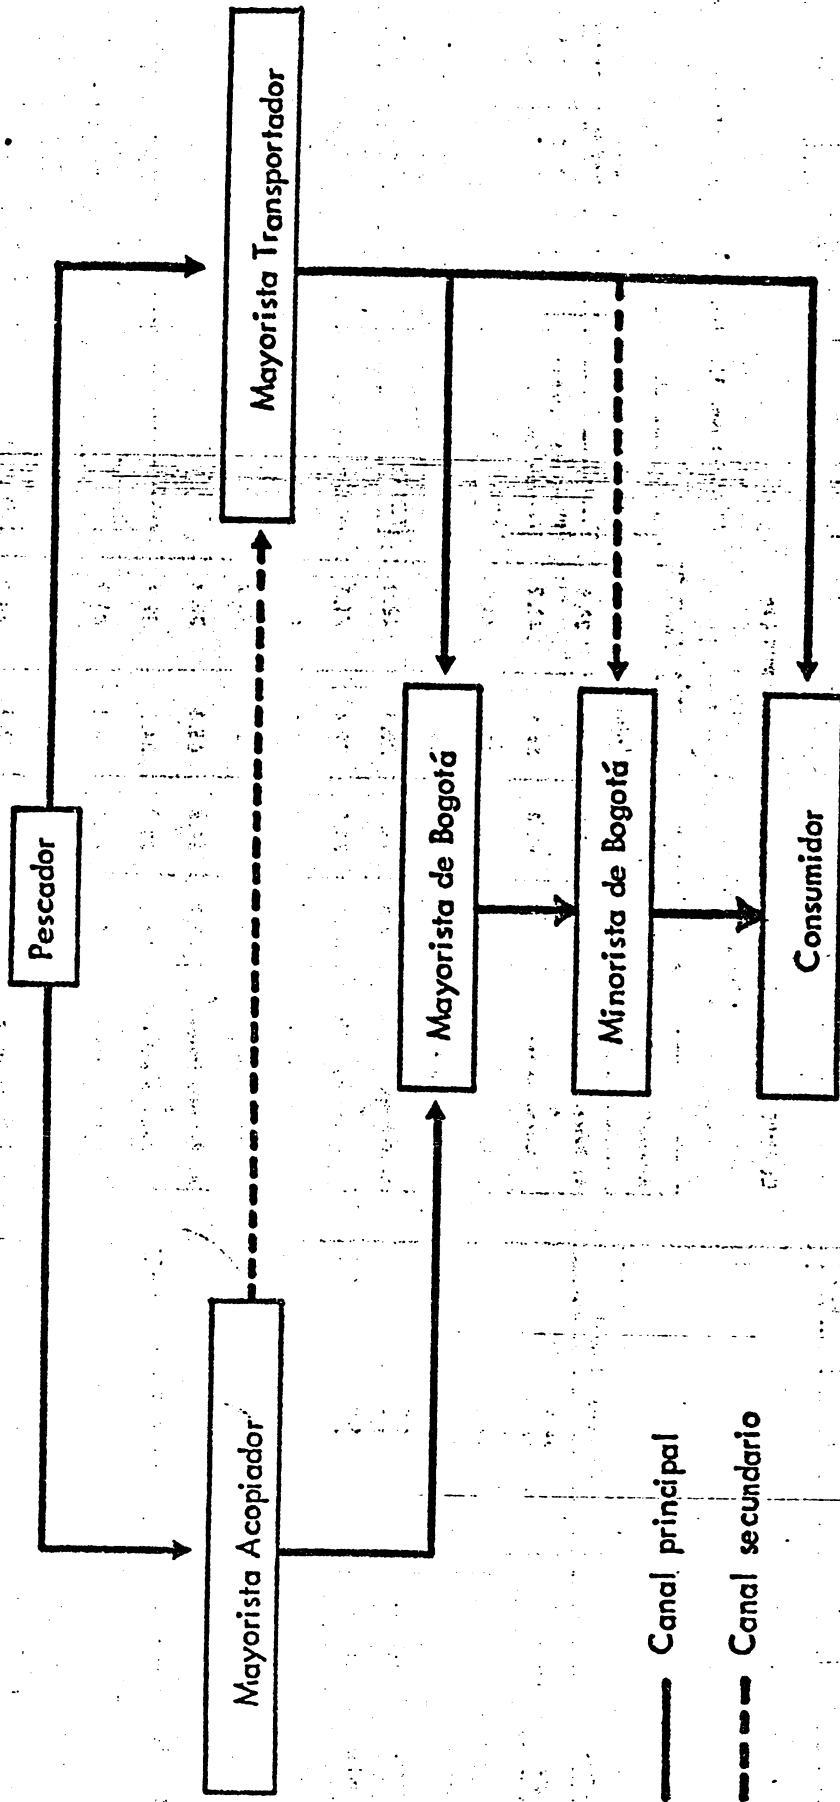 Pescador
Mayorista Acopiador
Mayorista Transportador
Mayorista de Bogotá
Minorista de Bogotá
Consumidor
Canal principal
Canal secundario